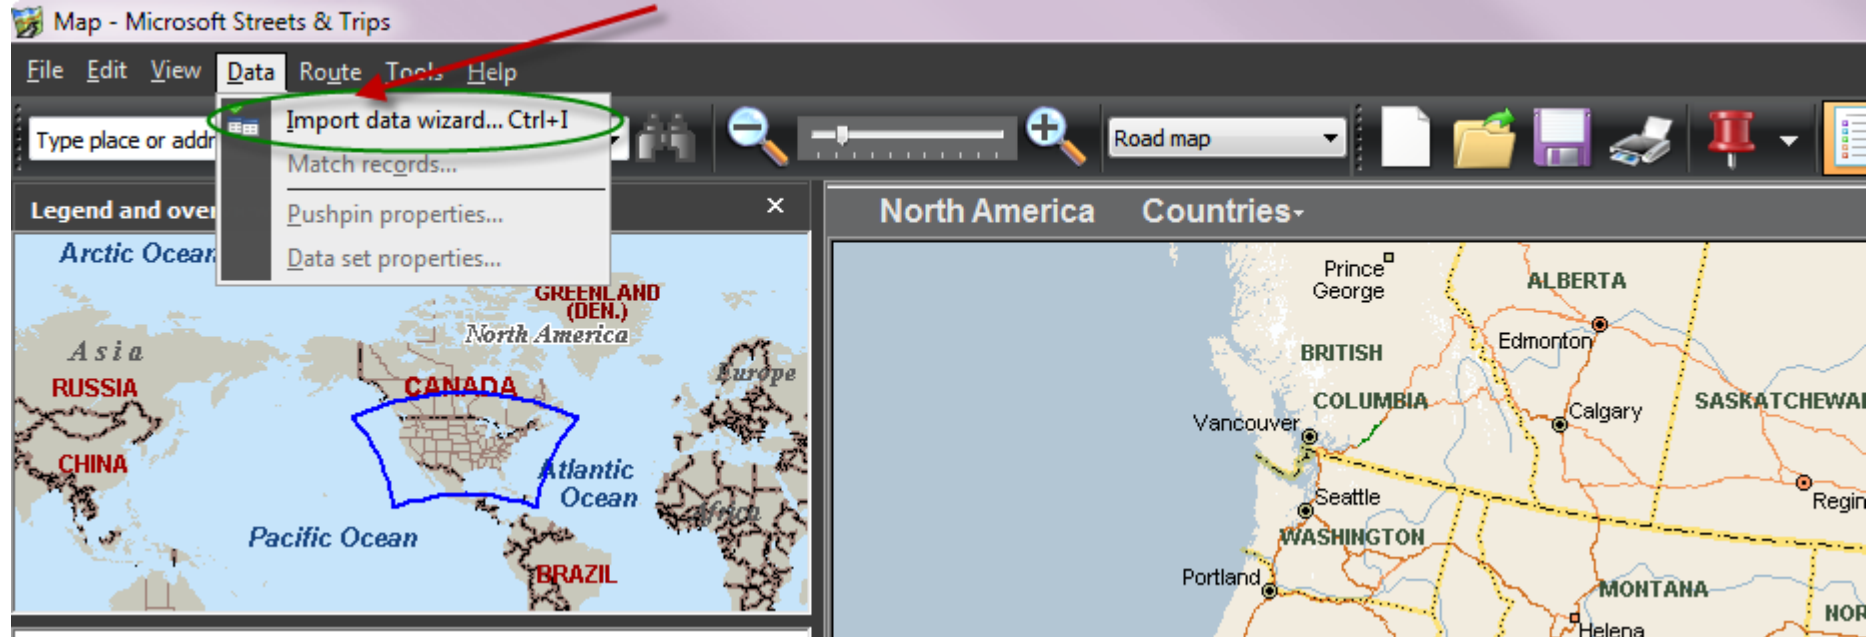 Map - Microsoft Streets & Trips
File Edit View Data Route Tools Help
Import data wizard... Ctrl+I
Match records...
Pushpin properties...
Data set properties...
Type place or addr
Road map
Legend and over
North America Countries
Arctic Ocean
GREENLAND
(DEN.)
North America
Asia
RUSSIA
CANADA
Europe
CHINA
Atlantic
Ocean
Africa
Pacific Ocean
BRAZIL
Prince
George
ALBERTA
Edmonton
BRITISH
COLUMBIA
SASKATCHEWAN
Vancouver
Calgary
Seattle
Regin
WASHINGTON
Portland
MONTANA
NOR
Helena